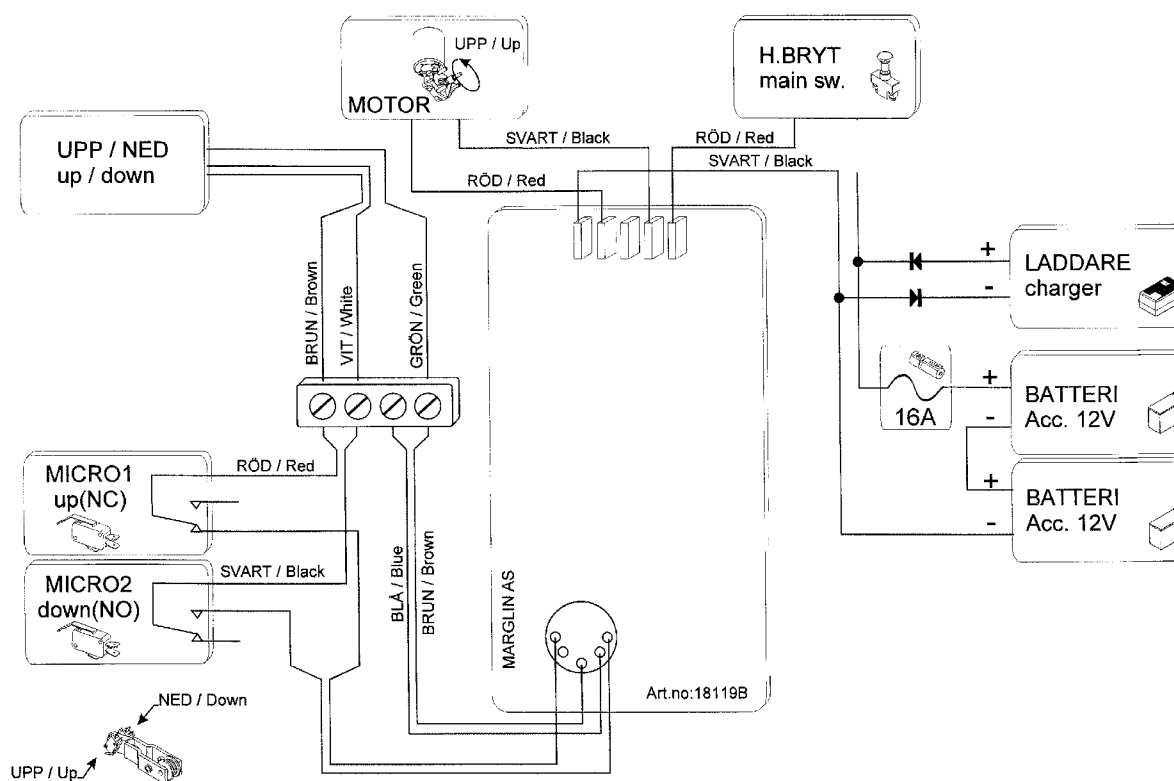 UPP / Up
MOTOR
H.BRYT
main sw.
UPP / NED
up / down
SVART / Black
RÖD / Red
SVART / Black
RÖD / Red
BRUN / Brown
VIT / White
GRÖN / Green
+
LADDARE
-
charger
16A
+
BATTERI
-
Acc. 12V
+
BATTERI
-
Acc. 12V
MICRO1
up(NC)
RÖD / Red
MICRO2
down(NO)
SVART / Black
BLÅ / Blue
BRUN / Brown
MARGLIN AS
Art.no:18119B
NED / Down
UPP / Up